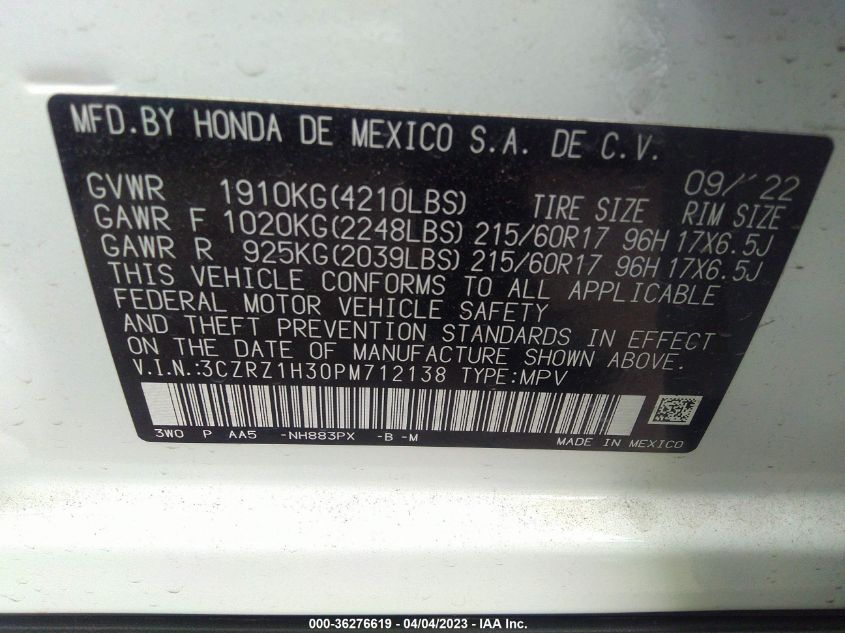 MFD.BY HONDA DE MEXICO S.A. DE C.V.
09/'22
GVWR 1910KG(4210LBS) TIRE SIZE RIM SIZE
GAWR F 1020KG(2248LBS) 215/60R17 96H 17X6.5J
GAWR R 925KG(2039LBS) 215/60R17 96H 17X6.5J
THIS VEHICLE CONFORMS TO ALL APPLICABLE
FEDERAL MOTOR VEHICLE SAFETY
AND THEFT PREVENTION STANDARDS IN EFFECT
ON THE DATE OF MANUFACTURE SHOWN ABOVE.
V.I.N.:3CZRZ1H30PM712138 TYPE:MPV
3W0 P AA5 -NH883PX -B -M MADE IN MEXICO
000-36276619 - 04/04/2023 - IAA Inc.